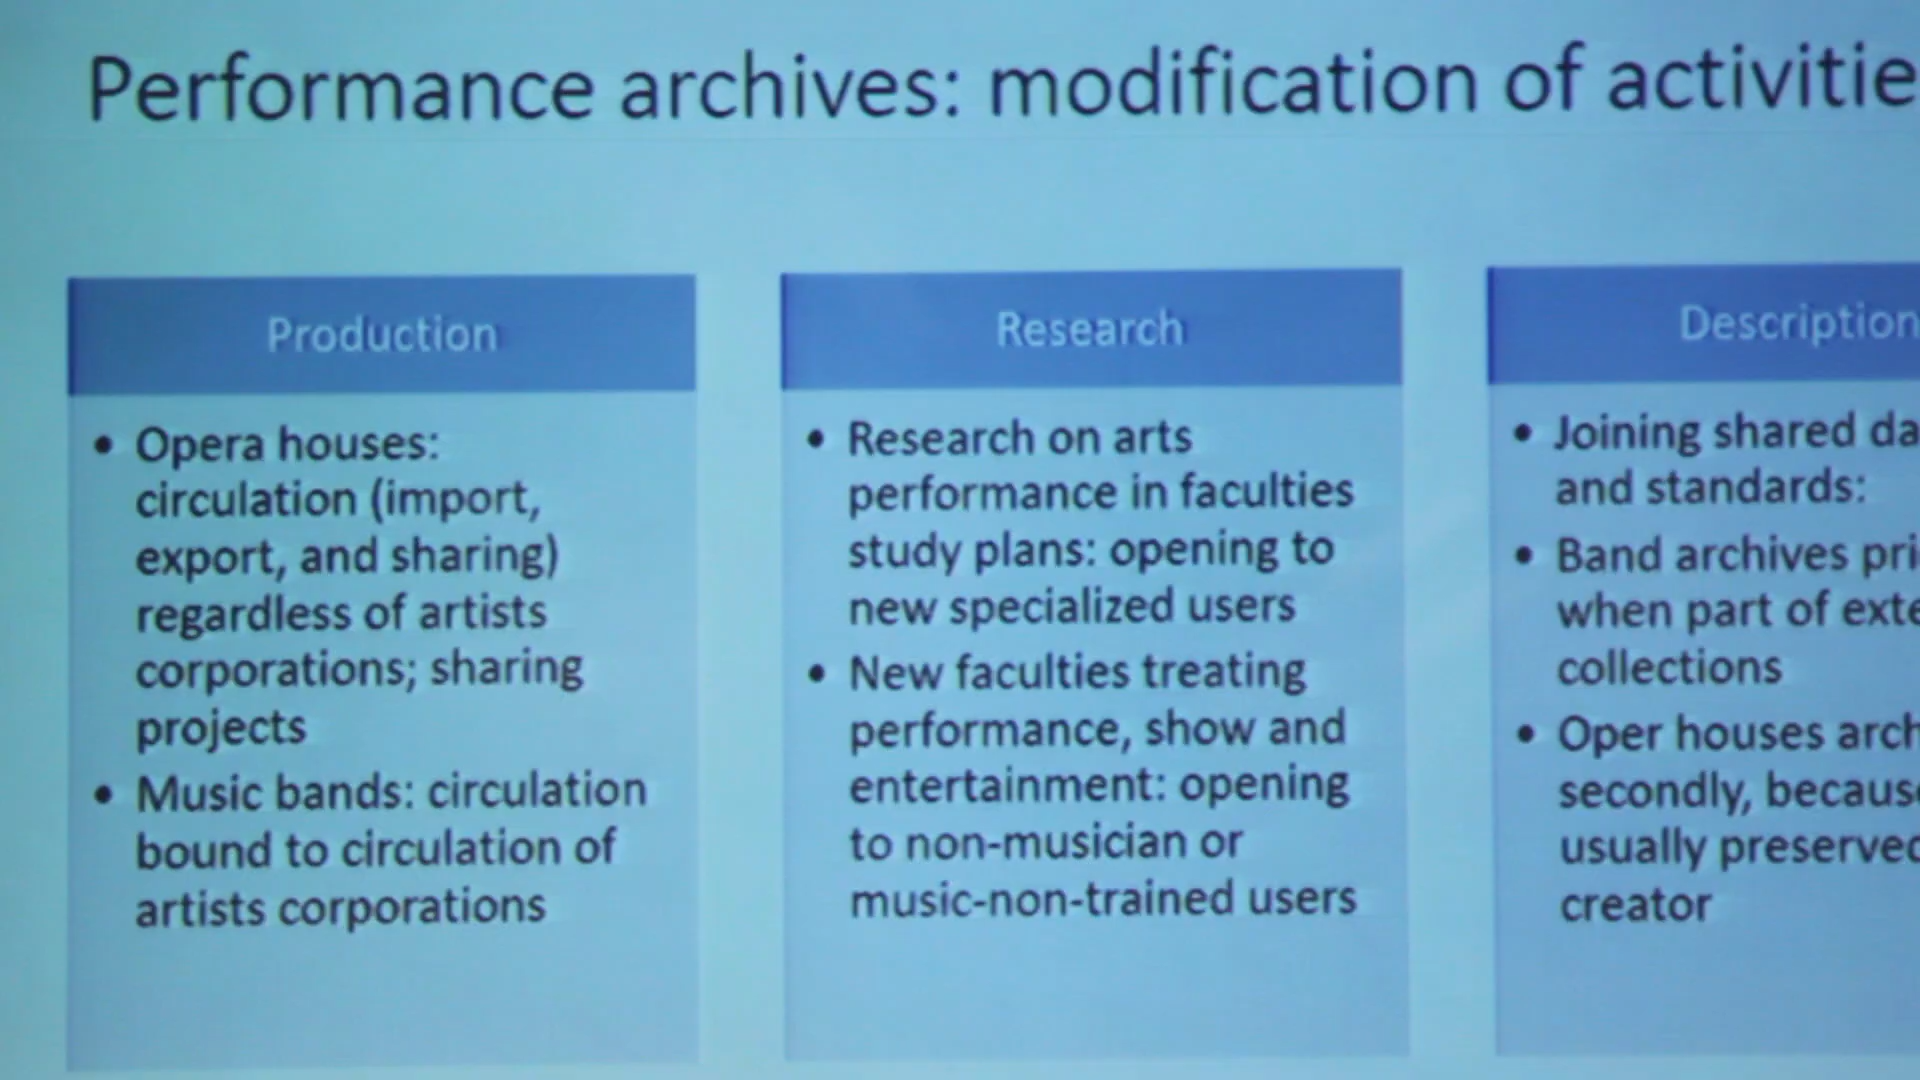 Performance archives: modification of activitie
Production
Opera houses:
circulation (import,
export, and sharing)
regardless of artists
corporations; sharing
projects
Music bands: circulation
bound to circulation of
artists corporations
Research
Research on arts
performance in faculties
study plans: opening to
new specialized users
New faculties treating
performance, show and
entertainment: opening
to non-musician or
music-non-trained users
Description
Joining shared da
and standards:
Band archives pri
when part of exte
collections
Oper houses arch
secondly, because
usually preserved
creator